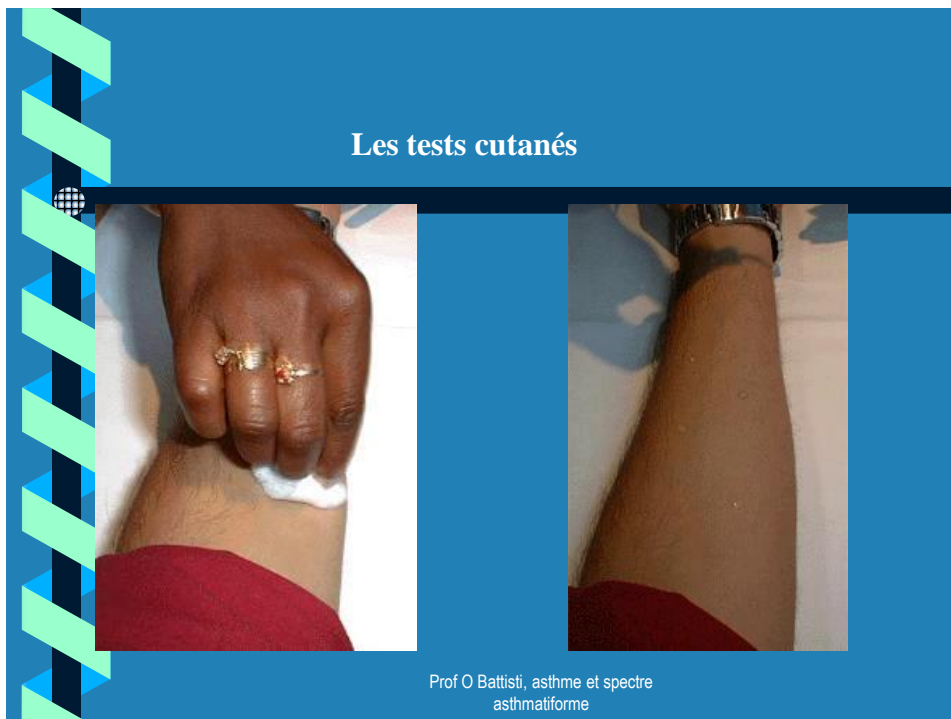 Les tests cutanés
Prof O Battisti, asthme et spectre
asthmatiforme